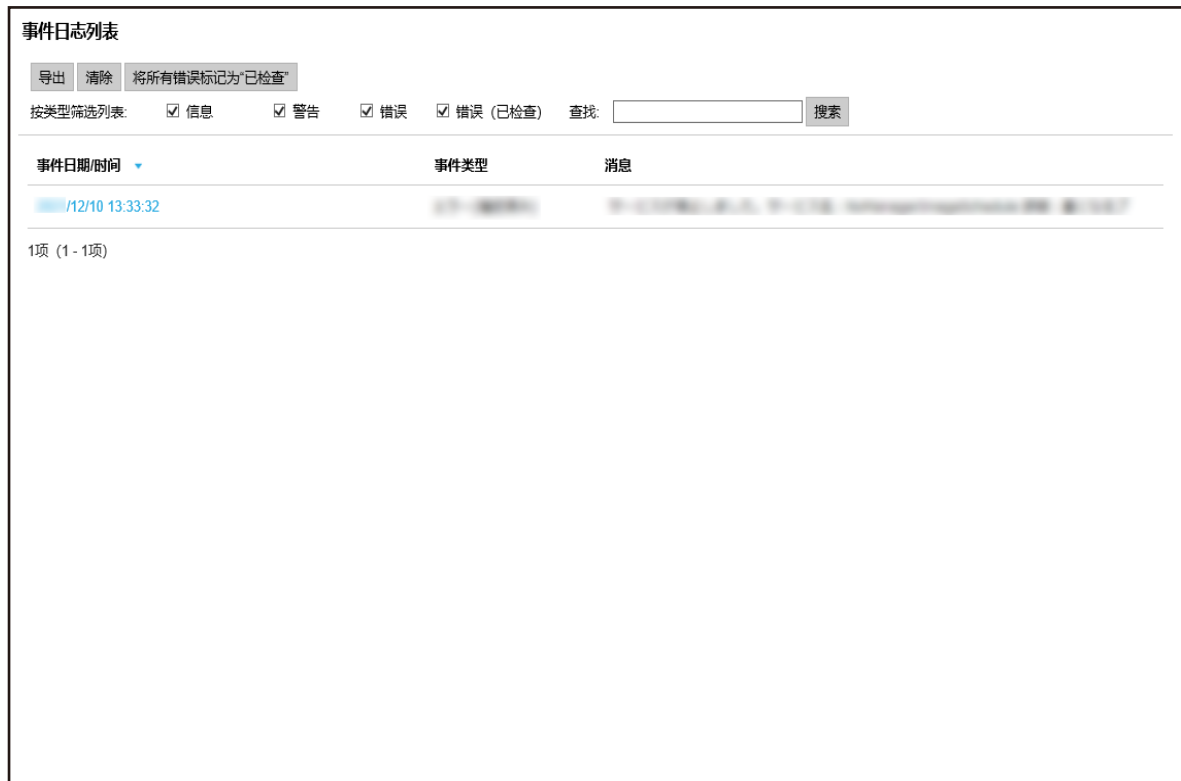 事件日志列表
导出 清除 将所有错误标记为“已检查”
按类型筛选列表: 信息 警告 错误 错误 (已检查) 查找: 搜索
事件日期/时间 事件类型 消息
/12/10 13:33:32
1项 (1 - 1项)